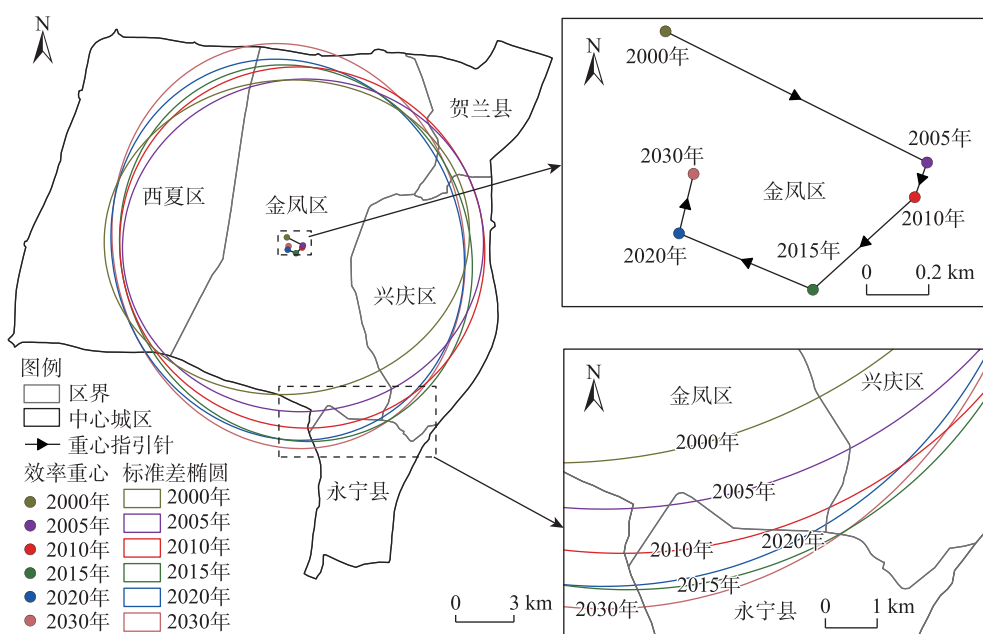 N
贺兰县
西夏区
金凤区
兴庆区
永宁县
图例
区界
中心城区
重心指引针
效率重心 标准差椭圆
2000年 2000年
2005年 2005年
2010年 2010年
2015年 2015年
2020年 2020年
2030年 2030年
0 3 km
N
2000年
2005年
2030年
金凤区
2010年
2020年
2015年
0 0.2 km
N
金凤区
兴庆区
2000年
2005年
2010年
2020年
2015年
2030年
永宁县
0 1 km